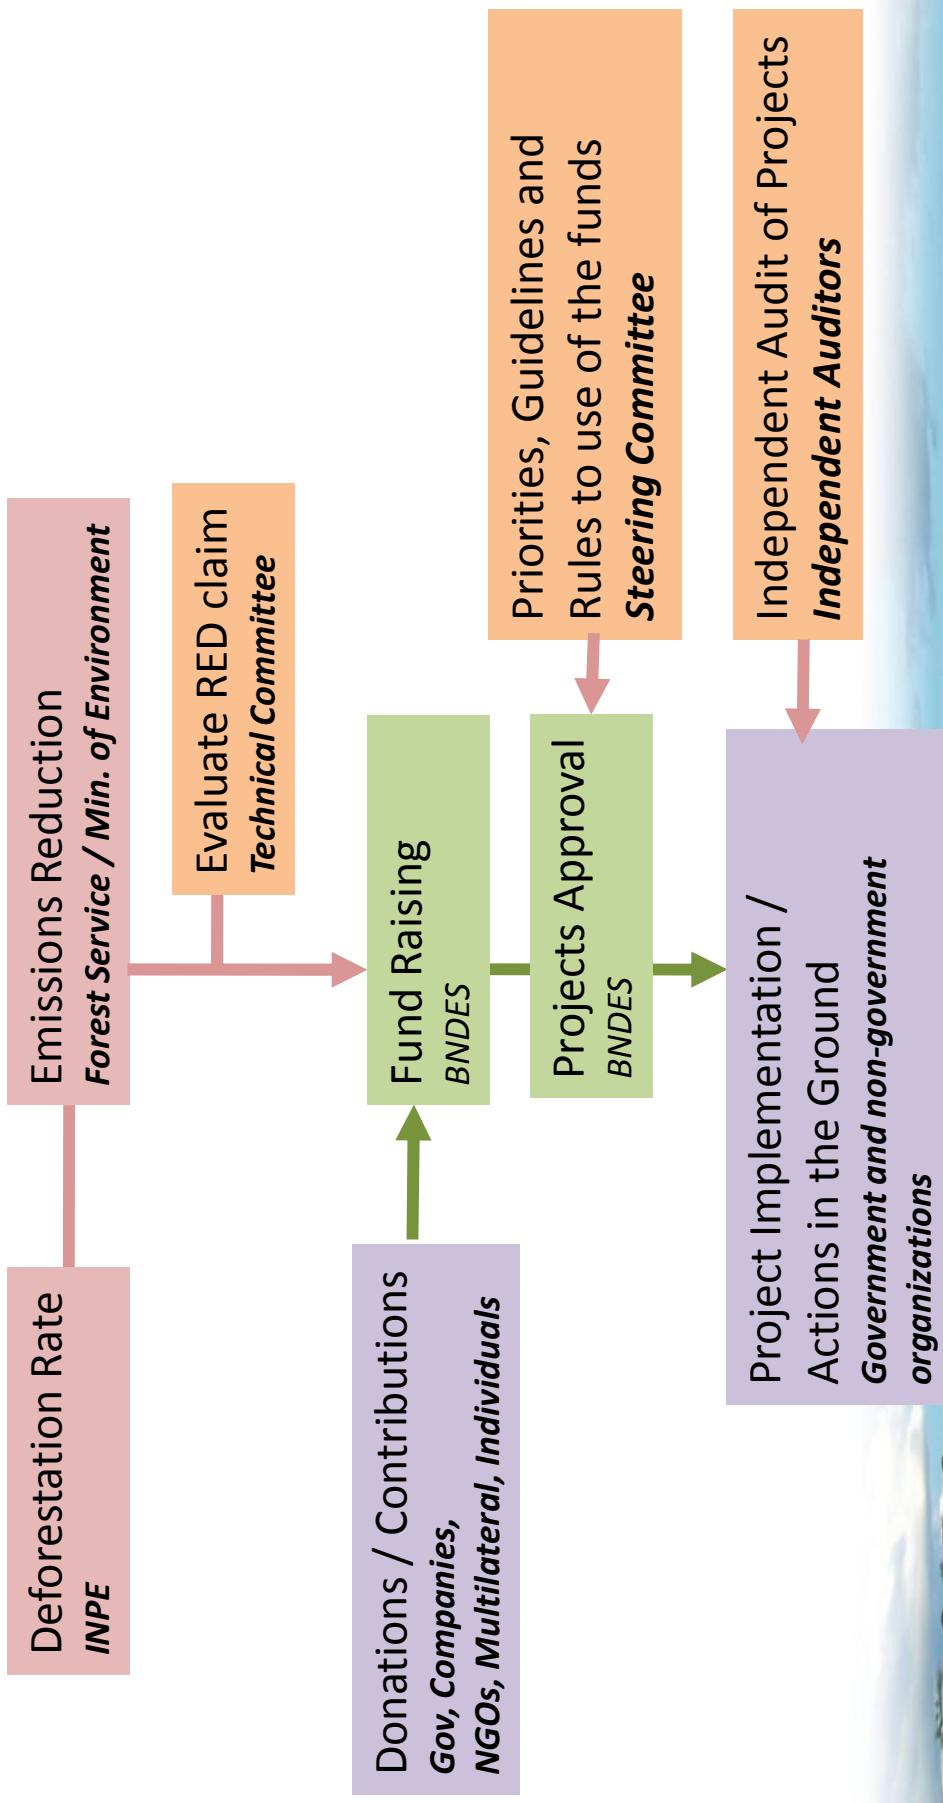 Deforestation Rate
INPE
Emissions Reduction
Forest Service / Min. of Environment
Evaluate RED claim
Technical Committee
Donations / Contributions
Gov, Companies,
NGOs, Multilateral, Individuals
Fund Raising
BNDES
Projects Approval
BNDES
Priorities, Guidelines and
Rules to use of the funds
Steering Committee
Project Implementation /
Actions in the Ground
Government and non-government
organizations
Independent Audit of Projects
Independent Auditors